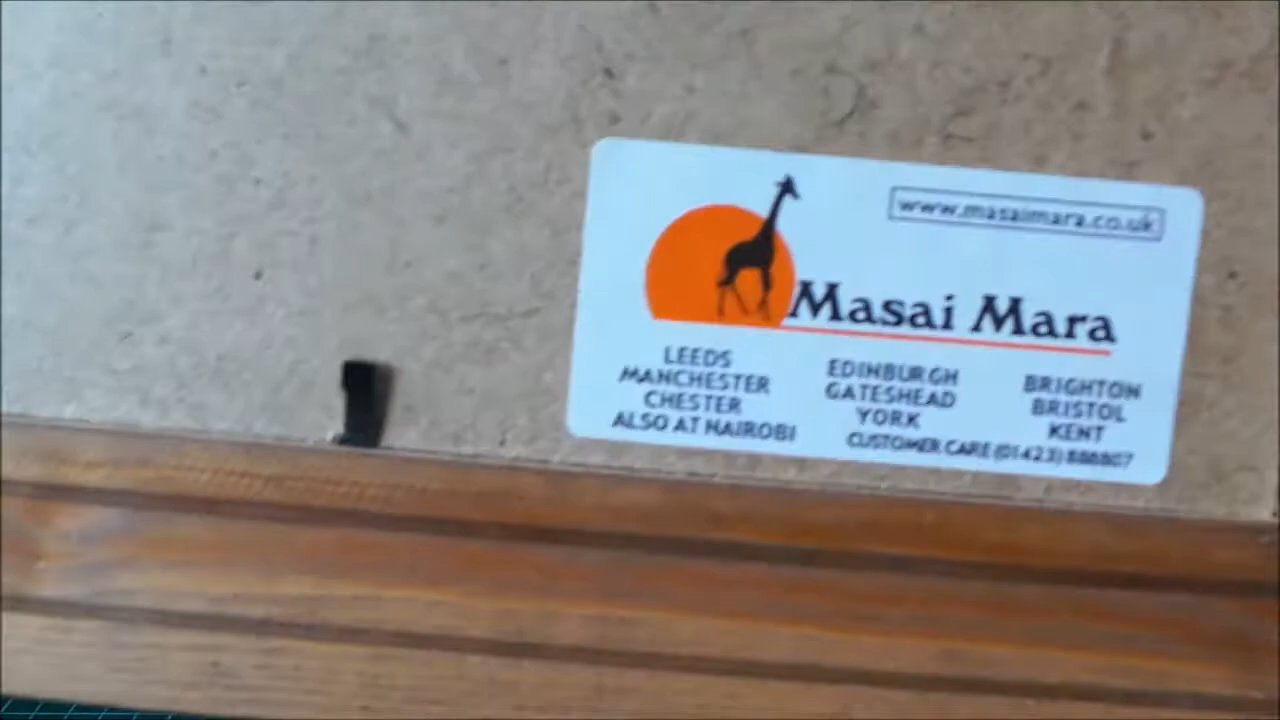 www.masaimara.co.uk
Masai Mara
LEEDS
MANCHESTER
CHESTER
ALSO AT NAIROBI
EDINBURGH
GATESHEAD
YORK
BRIGHTON
BRISTOL
KENT
CUSTOMER CARE (01423)